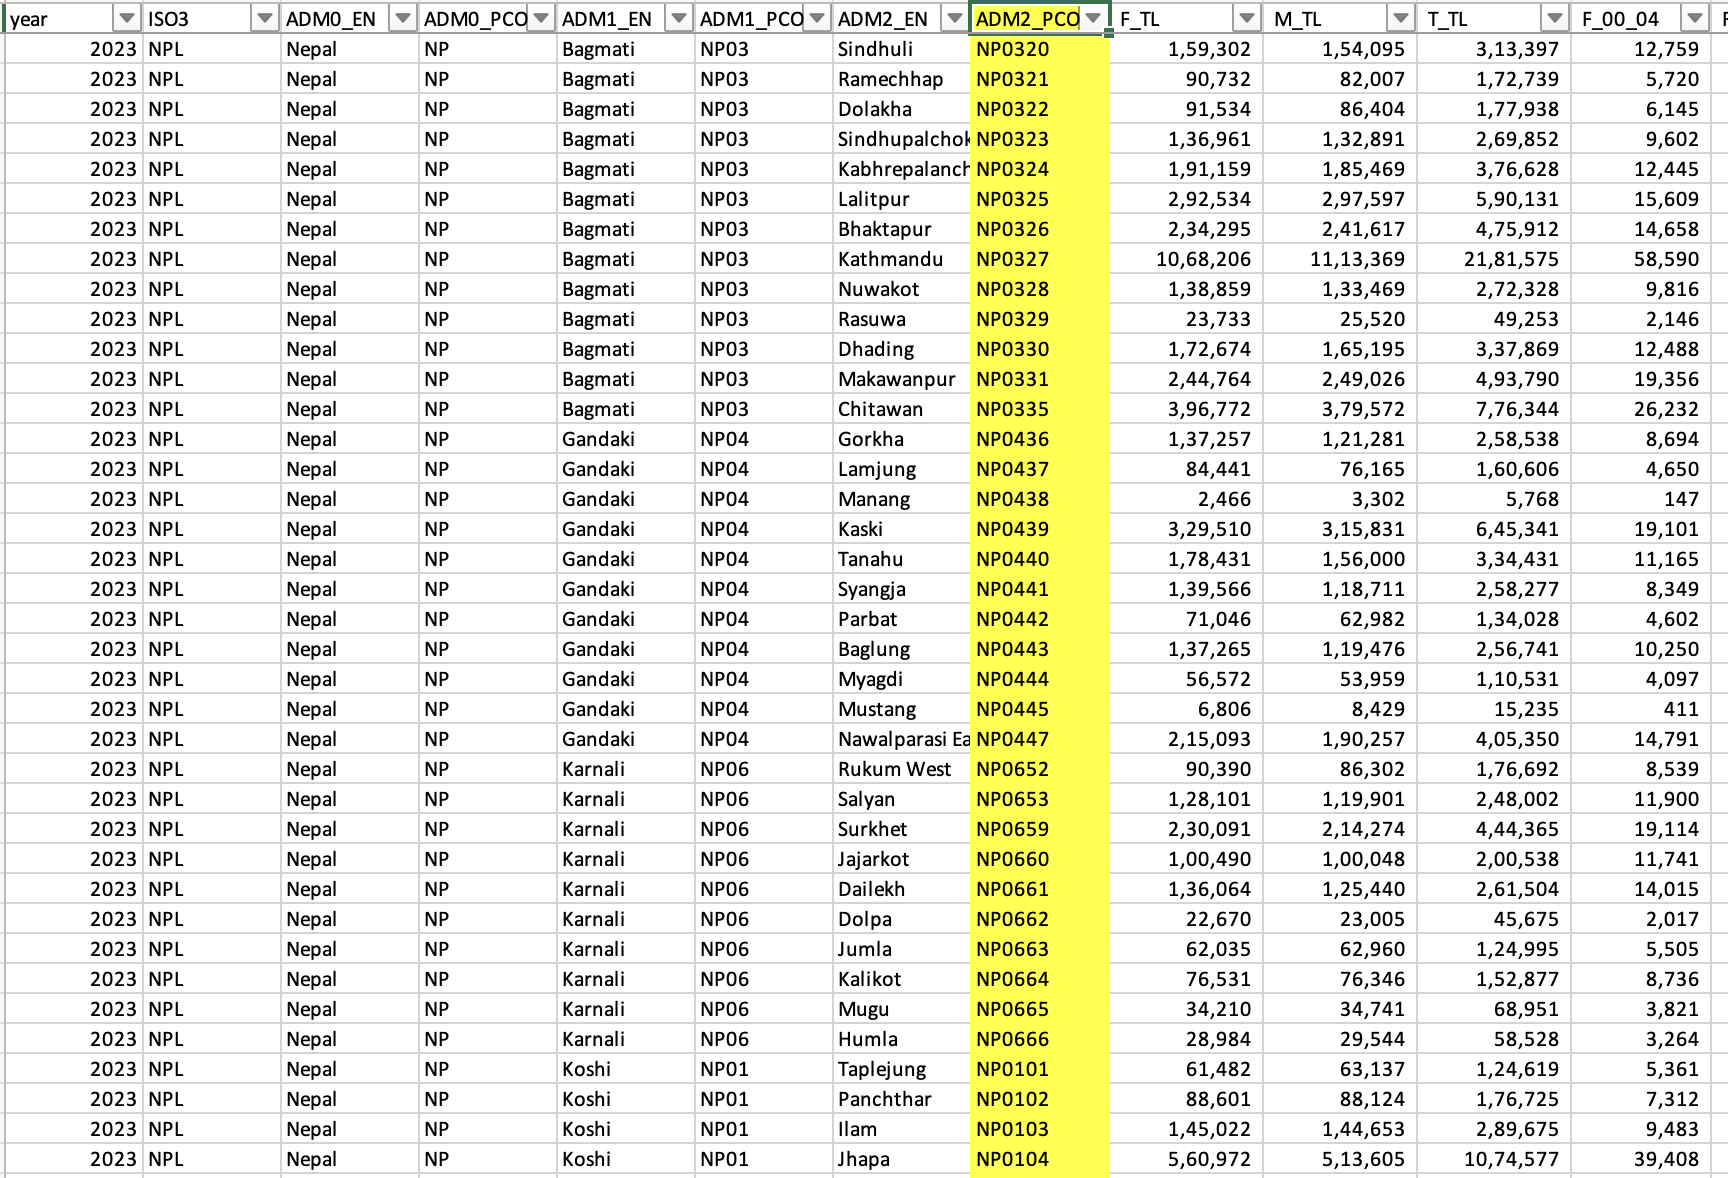 year ISO3 ADM0_EN ADM0_PCO ADM1_EN ADM1_PCO ADM2_EN ADM2_PCO F_TL M_TL T_TL F_00_04
2023 NPL Nepal NP Bagmati NP03 Sindhuli NP0320 1,59,302 1,54,095 3,13,397 12,759
2023 NPL Nepal NP Bagmati NP03 Ramechhap NP0321 90,732 82,007 1,72,739 5,720
2023 NPL Nepal NP Bagmati NP03 Dolakha NP0322 91,534 86,404 1,77,938 6,145
2023 NPL Nepal NP Bagmati NP03 Sindhupalchok NP0323 1,36,961 1,32,891 2,69,852 9,602
2023 NPL Nepal NP Bagmati NP03 Kabhrepalanch NP0324 1,91,159 1,85,469 3,76,628 12,445
2023 NPL Nepal NP Bagmati NP03 Lalitpur NP0325 2,92,534 2,97,597 5,90,131 15,609
2023 NPL Nepal NP Bagmati NP03 Bhaktapur NP0326 2,34,295 2,41,617 4,75,912 14,658
2023 NPL Nepal NP Bagmati NP03 Kathmandu NP0327 10,68,206 11,13,369 21,81,575 58,590
2023 NPL Nepal NP Bagmati NP03 Nuwakot NP0328 1,38,859 1,33,469 2,72,328 9,816
2023 NPL Nepal NP Bagmati NP03 Rasuwa NP0329 23,733 25,520 49,253 2,146
2023 NPL Nepal NP Bagmati NP03 Dhading NP0330 1,72,674 1,65,195 3,37,869 12,488
2023 NPL Nepal NP Bagmati NP03 Makawanpur NP0331 2,44,764 2,49,026 4,93,790 19,356
2023 NPL Nepal NP Bagmati NP03 Chitawan NP0335 3,96,772 3,79,572 7,76,344 26,232
2023 NPL Nepal NP Gandaki NP04 Gorkha NP0436 1,37,257 1,21,281 2,58,538 8,694
2023 NPL Nepal NP Gandaki NP04 Lamjung NP0437 84,441 76,165 1,60,606 4,650
2023 NPL Nepal NP Gandaki NP04 Manang NP0438 2,466 3,302 5,768 147
2023 NPL Nepal NP Gandaki NP04 Kaski NP0439 3,29,510 3,15,831 6,45,341 19,101
2023 NPL Nepal NP Gandaki NP04 Tanahu NP0440 1,78,431 1,56,000 3,34,431 11,165
2023 NPL Nepal NP Gandaki NP04 Syangja NP0441 1,39,566 1,18,711 2,58,277 8,349
2023 NPL Nepal NP Gandaki NP04 Parbat NP0442 71,046 62,982 1,34,028 4,602
2023 NPL Nepal NP Gandaki NP04 Baglung NP0443 1,37,265 1,19,476 2,56,741 10,250
2023 NPL Nepal NP Gandaki NP04 Myagdi NP0444 56,572 53,959 1,10,531 4,097
2023 NPL Nepal NP Gandaki NP04 Mustang NP0445 6,806 8,429 15,235 411
2023 NPL Nepal NP Gandaki NP04 Nawalparasi Ea NP0447 2,15,093 1,90,257 4,05,350 14,791
2023 NPL Nepal NP Karnali NP06 Rukum West NP0652 90,390 86,302 1,76,692 8,539
2023 NPL Nepal NP Karnali NP06 Salyan NP0653 1,28,101 1,19,901 2,48,002 11,900
2023 NPL Nepal NP Karnali NP06 Surkhet NP0659 2,30,091 2,14,274 4,44,365 19,114
2023 NPL Nepal NP Karnali NP06 Jajarkot NP0660 1,00,490 1,00,048 2,00,538 11,741
2023 NPL Nepal NP Karnali NP06 Dailekh NP0661 1,36,064 1,25,440 2,61,504 14,015
2023 NPL Nepal NP Karnali NP06 Dolpa NP0662 22,670 23,005 45,675 2,017
2023 NPL Nepal NP Karnali NP06 Jumla NP0663 62,035 62,960 1,24,995 5,505
2023 NPL Nepal NP Karnali NP06 Kalikot NP0664 76,531 76,346 1,52,877 8,736
2023 NPL Nepal NP Karnali NP06 Mugu NP0665 34,210 34,741 68,951 3,821
2023 NPL Nepal NP Karnali NP06 Humla NP0666 28,984 29,544 58,528 3,264
2023 NPL Nepal NP Koshi NP01 Taplejung NP0101 61,482 63,137 1,24,619 5,361
2023 NPL Nepal NP Koshi NP01 Panchthar NP0102 88,601 88,124 1,76,725 7,312
2023 NPL Nepal NP Koshi NP01 Ilam NP0103 1,45,022 1,44,653 2,89,675 9,483
2023 NPL Nepal NP Koshi NP01 Jhapa NP0104 5,60,972 5,13,605 10,74,577 39,408